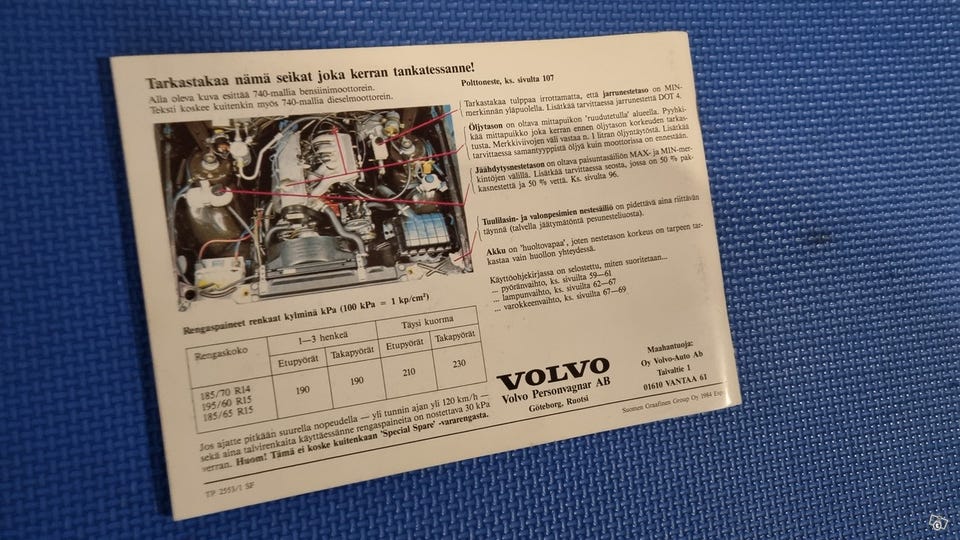 Tarkastakaa nämä seikat joka kerran tankatessanne!
Alla oleva kuva esittää 740-mallia bensiinimoottorein.
Teksti koskee kuitenkin myös 740-mallia dieselmoottorein.
Polttoneste, ks. sivulta 107
Tarkastakaa tulppaa irrottamatta, että jarrunestetaso on MIN-
merkinnän yläpuolella. Lisätkää tarvittaessa jarrunestettä DOT 4.
Öljytason on oltava mittapuikon 'ruudutetulla' alueella. Pyyhki-
kää mittapuikko joka kerran ennen öljytason korkeuden tarkas-
tusta. Merkkiviivojen väli vastaa n. 1 litran öljyntäytöstä. Lisätkää
tarvittaessa samantyyppistä öljyä kuin moottorissa on ennestään.
Jäähdytysnestetason on oltava paisuntasäiliön MAX- ja MIN-mer-
kintöjen välillä. Lisätkää tarvittaessa seosta, jossa on 50 % pak-
kasnestettä ja 50 % vettä. Ks. sivulta 96.
Tuulilasin- ja valonpesimien nestesäiliö on pidettävä aina riittävän
täynnä (talvella jäätymätöntä pesunesteliuosta).
Akku on 'huoltovapaa', joten nestetason korkeus on tarpeen tar-
kastaa vain huollon yhteydessä.
Käyttöohjekirjassa on selostettu, miten suoritetaan...
... pyöränvaihto, ks. sivuilta 59—61
... lampunvaihto, ks. sivuilta 62—67
... varokkeenvaihto, ks. sivuilta 67—69
Rengaspaineet renkaat kylminä kPa (100 kPa = 1 kp/cm²)
Rengaskoko
1—3 henkeä
Täysi kuorma
Etupyörät Takapyörät Etupyörät Takapyörät
185/70 R14
195/60 R15
185/65 R15
190 190 210 230
Jos ajatte pitkään suurella nopeudella — yli tunnin ajan yli 120 km/h —
sekä aina talvirenkaita käyttäessänne rengaspaineita on nostettava 30 kPa
verran. Huom! Tämä ei koske kuitenkaan 'Special Spare' -vararengasta.
TP 2553/1 SF
VOLVO
Volvo Personvagnar AB
Göteborg, Ruotsi
Maahantuoja:
Oy Volvo-Auto Ab
Taivaltie 1
01610 VANTAA 61
Suomen Graafinen Group Oy 1984 Esp